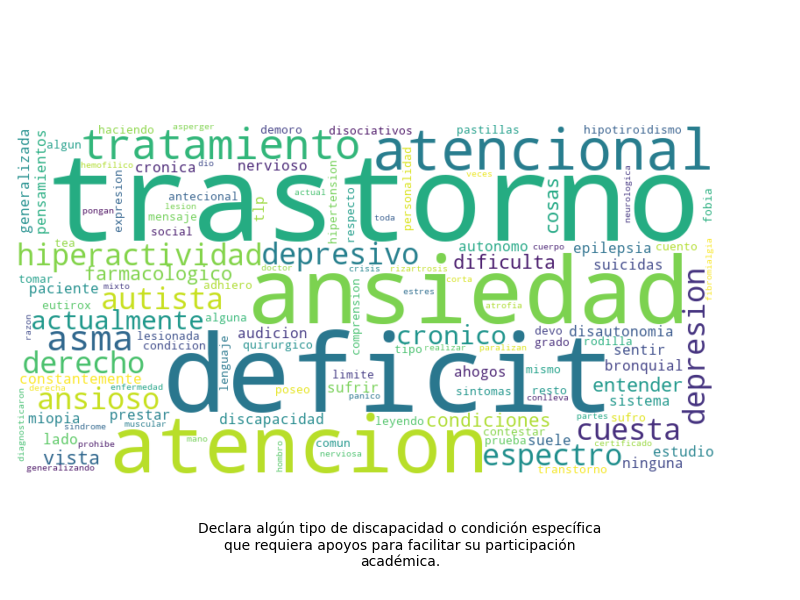 haciendo asperger demoro disociativos pastillas hipotiroidismo
generalizada pensamientos algun tratamiento atencional
hemofilico cronica dio nervioso personalidad veces neurologica fobia
trastorno
pongan expresion antecional lesion mensaje social tlp actual hipertension respecto toda cosas
tea hiperactividad depresivo autonomo cuerpo epilepsia cuento
farmacologico doctor crisis rizartrosis dificulta suicidas fibromialgia
tomar paciente mixto adhiero ansiedad estres corta
eutirox autista alguna comprension atrofia depresion
razon actualmente lesionada audicion cronico devo disautonomia
asma condicion quirurgico tipo realizar paralizen grado rodilla
derecho lenguaje deficit limite ahogos mismo sentir bronquial
constantemente enfermedad poseo sufrir panico sintomas resto conlleva entender
diagnosticaron derecha ansioso sistema
miopia sindrome prestar muscular discapacidad leyendo condiciones partes sufro
lado prohibe atencion mano comun contestar prueba suele cuesta certificado
vista hombro nerviosa espectro estudio
generalizando transtorno ninguna
Declara algún tipo de discapacidad o condición específica
que requiera apoyos para facilitar su participación
académica.